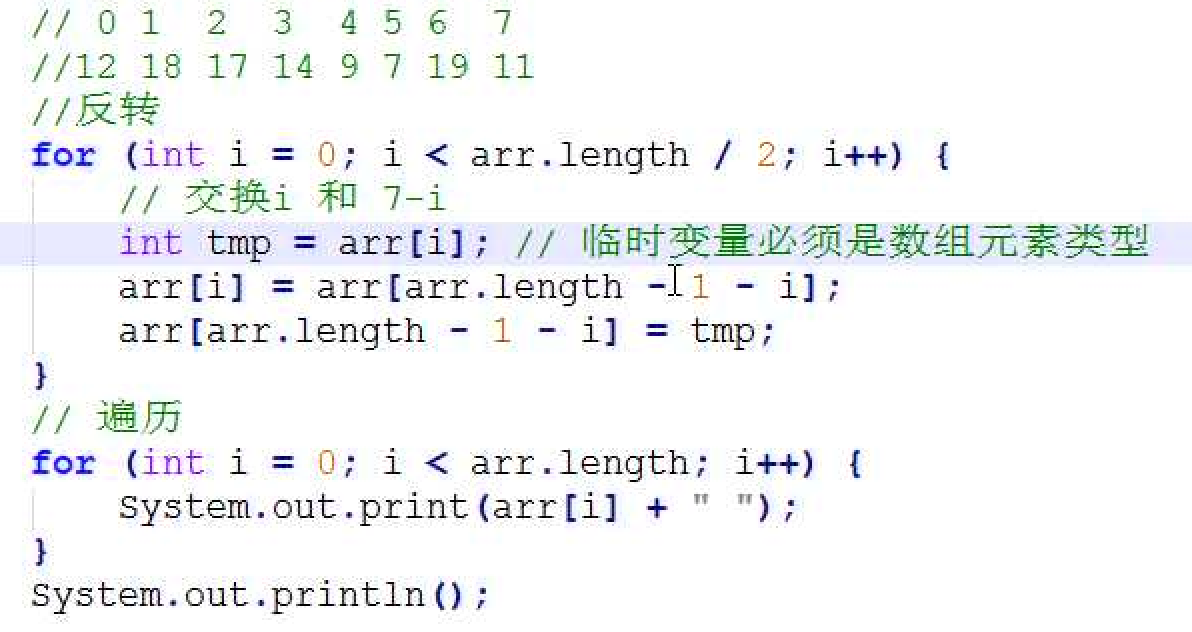 // 0 1 2 3 4 5 6 7
//12 18 17 14 9 7 19 11
//反转
for (int i = 0; i < arr.length / 2; i++) {
    // 交换i 和 7-i
    int tmp = arr[i]; // 临时变量必须是数组元素类型
    arr[i] = arr[arr.length - 1 - i];
    arr[arr.length - 1 - i] = tmp;
}
// 遍历
for (int i = 0; i < arr.length; i++) {
    System.out.print(arr[i] + " ");
}
System.out.println();